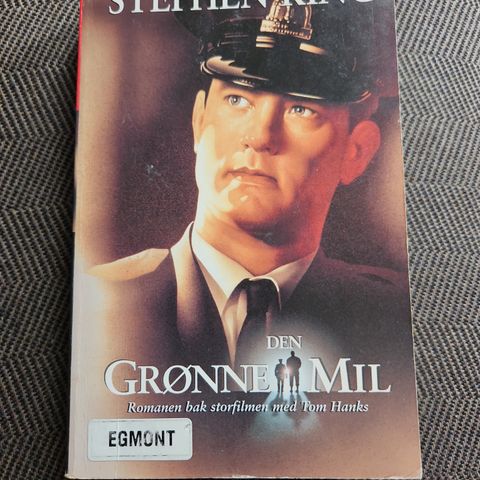 STEPHEN KING
DEN
GRØNNE MIL
Romanen bak storfilmen med Tom Hanks
EGMONT